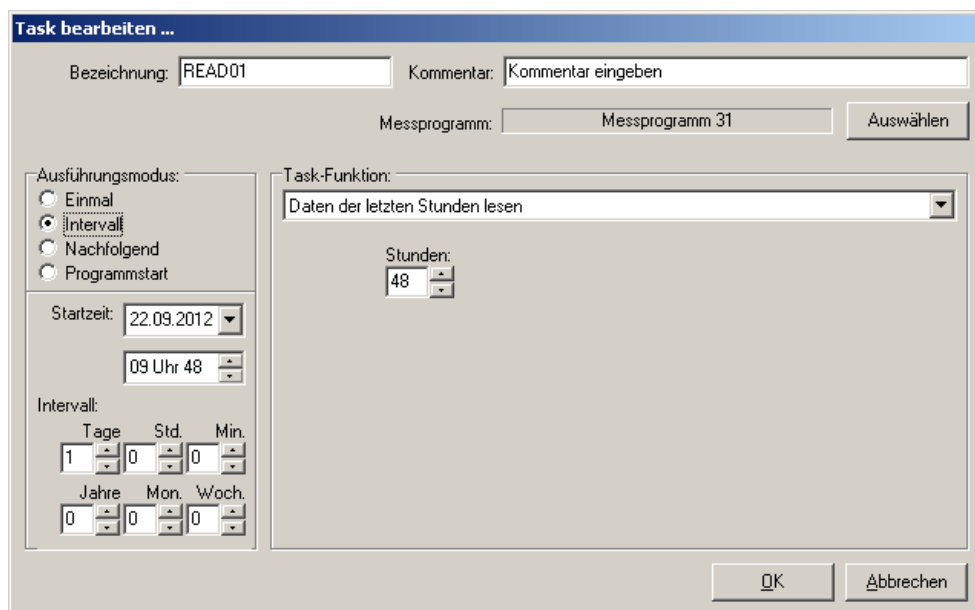 Task bearbeiten ...
Bezeichnung: READ01 Kommentar: Kommentar eingeben
Messprogramm: Messprogramm 31 Auswählen
Ausführungsmodus:
Einmal
Intervall
Nachfolgend
Programmstart
Startzeit: 22.09.2012
09 Uhr 48
Intervall:
Tage Std. Min.
1 0 0
Jahre Mon. Woch.
0 0 0
Task-Funktion:
Daten der letzten Stunden lesen
Stunden:
48
OK Abbrechen